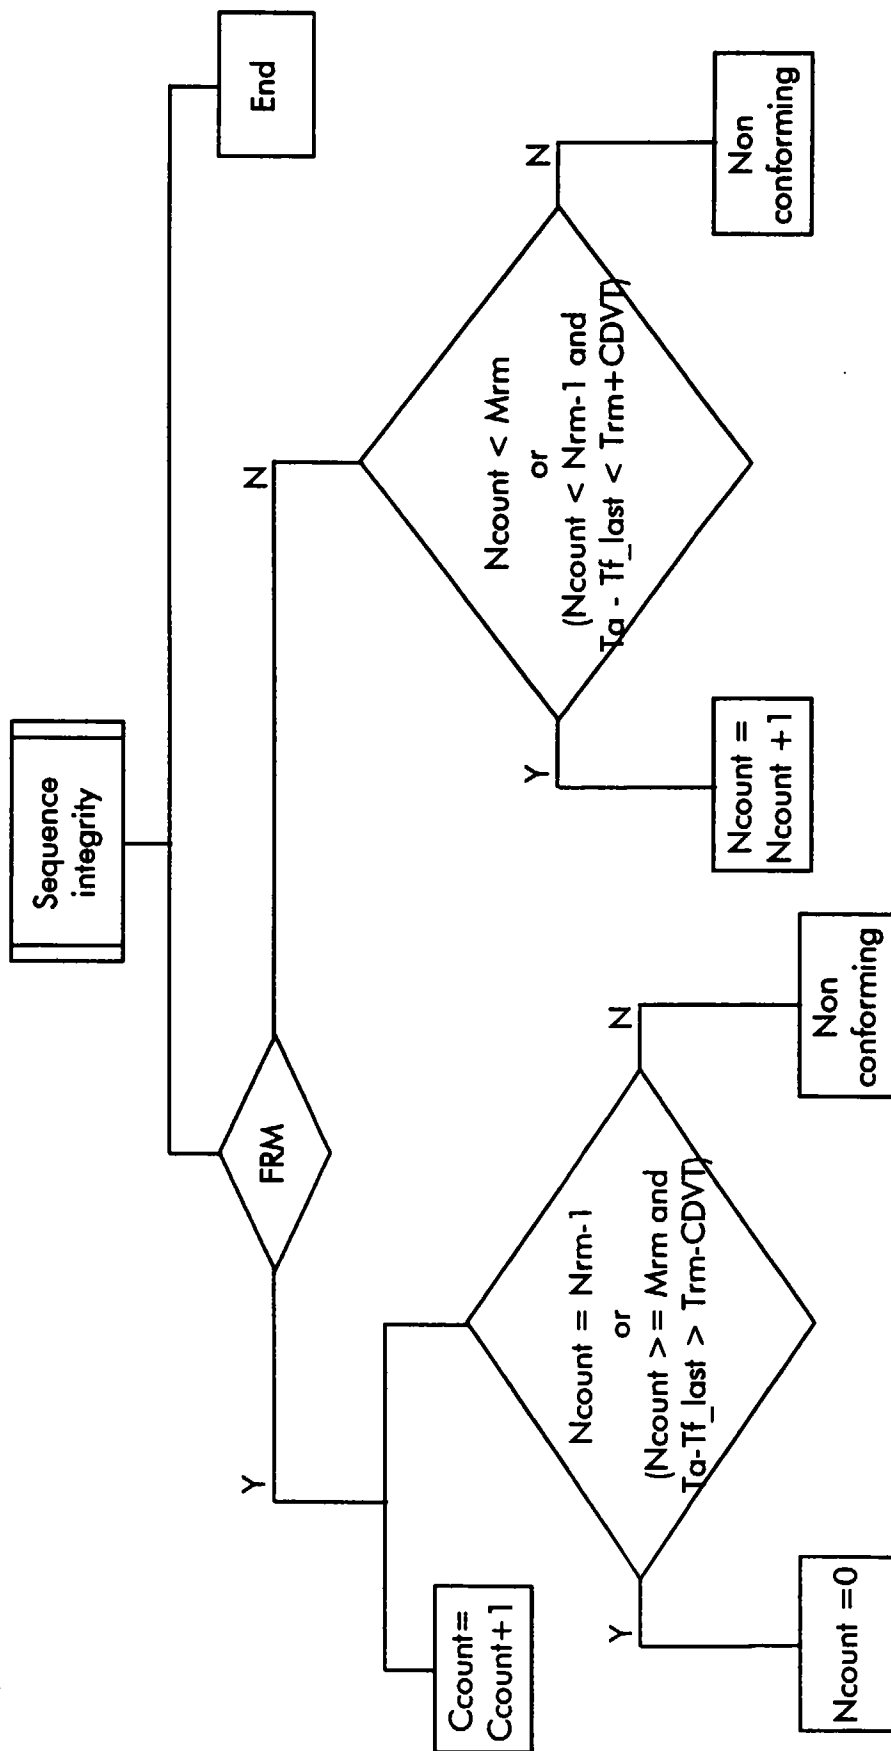 Sequence
integrity
End
FRM
Y
N
Ccount=
Ccount+1
Ncount = Nrm-1
or
(Ncount >= Mrm and
Ta-Tf_last > Trm-CDVT)
Y
N
Ncount =0
Non
conforming
Ncount < Mrm
or
(Ncount < Nrm-1 and
Ta - Tf_last < Trm+CDVT)
Y
N
Ncount =
Ncount +1
Non
conforming